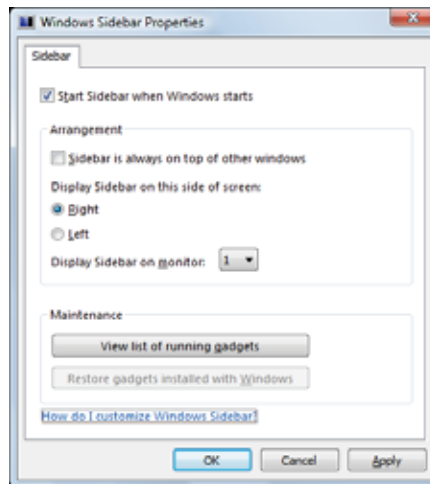 Windows Sidebar Properties
Sidebar
Start Sidebar when Windows starts
Arrangement
Sidebar is always on top of other windows
Display Sidebar on this side of screen:
Right
Left
Display Sidebar on monitor: 1
Maintenance
View list of running gadgets
Restore gadgets installed with Windows
How do I customize Windows Sidebar?
OK Cancel Apply